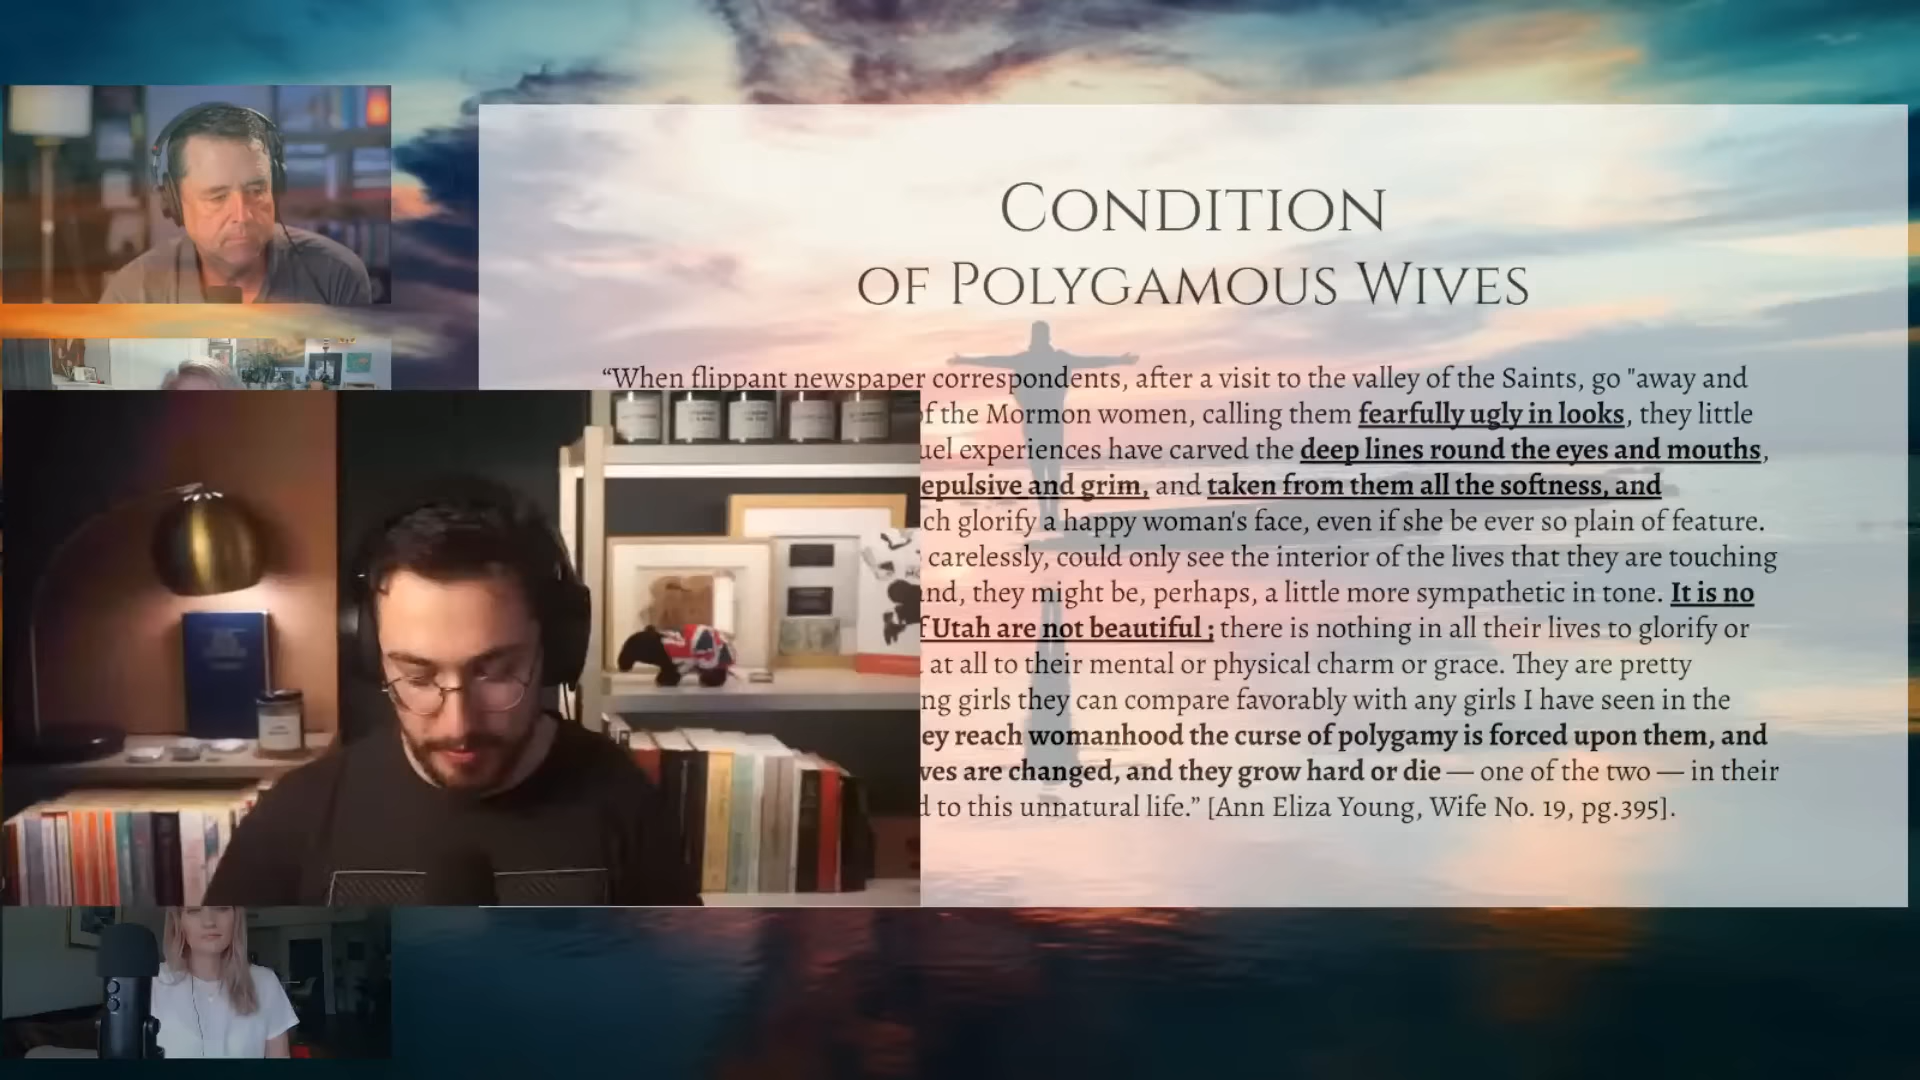 CONDITION
OF POLYGAMOUS WIVES
“When flippant newspaper correspondents, after a visit to the valley of the Saints, go "away and
of the Mormon women, calling them fearfully ugly in looks, they little
experiences have carved the deep lines round the eyes and mouths,
and grim, and taken from them all the softness, and
glorify a happy woman's face, even if she be ever so plain of feature.
carelessly, could only see the interior of the lives that they are touching
they might be, perhaps, a little more sympathetic in tone. It is no
Utah are not beautiful ; there is nothing in all their lives to glorify or
at all to their mental or physical charm or grace. They are pretty
girls they can compare favorably with any girls I have seen in the
reach womanhood the curse of polygamy is forced upon them, and
are changed, and they grow hard or die — one of the two — in their
to this unnatural life.” [Ann Eliza Young, Wife No. 19, pg.395].